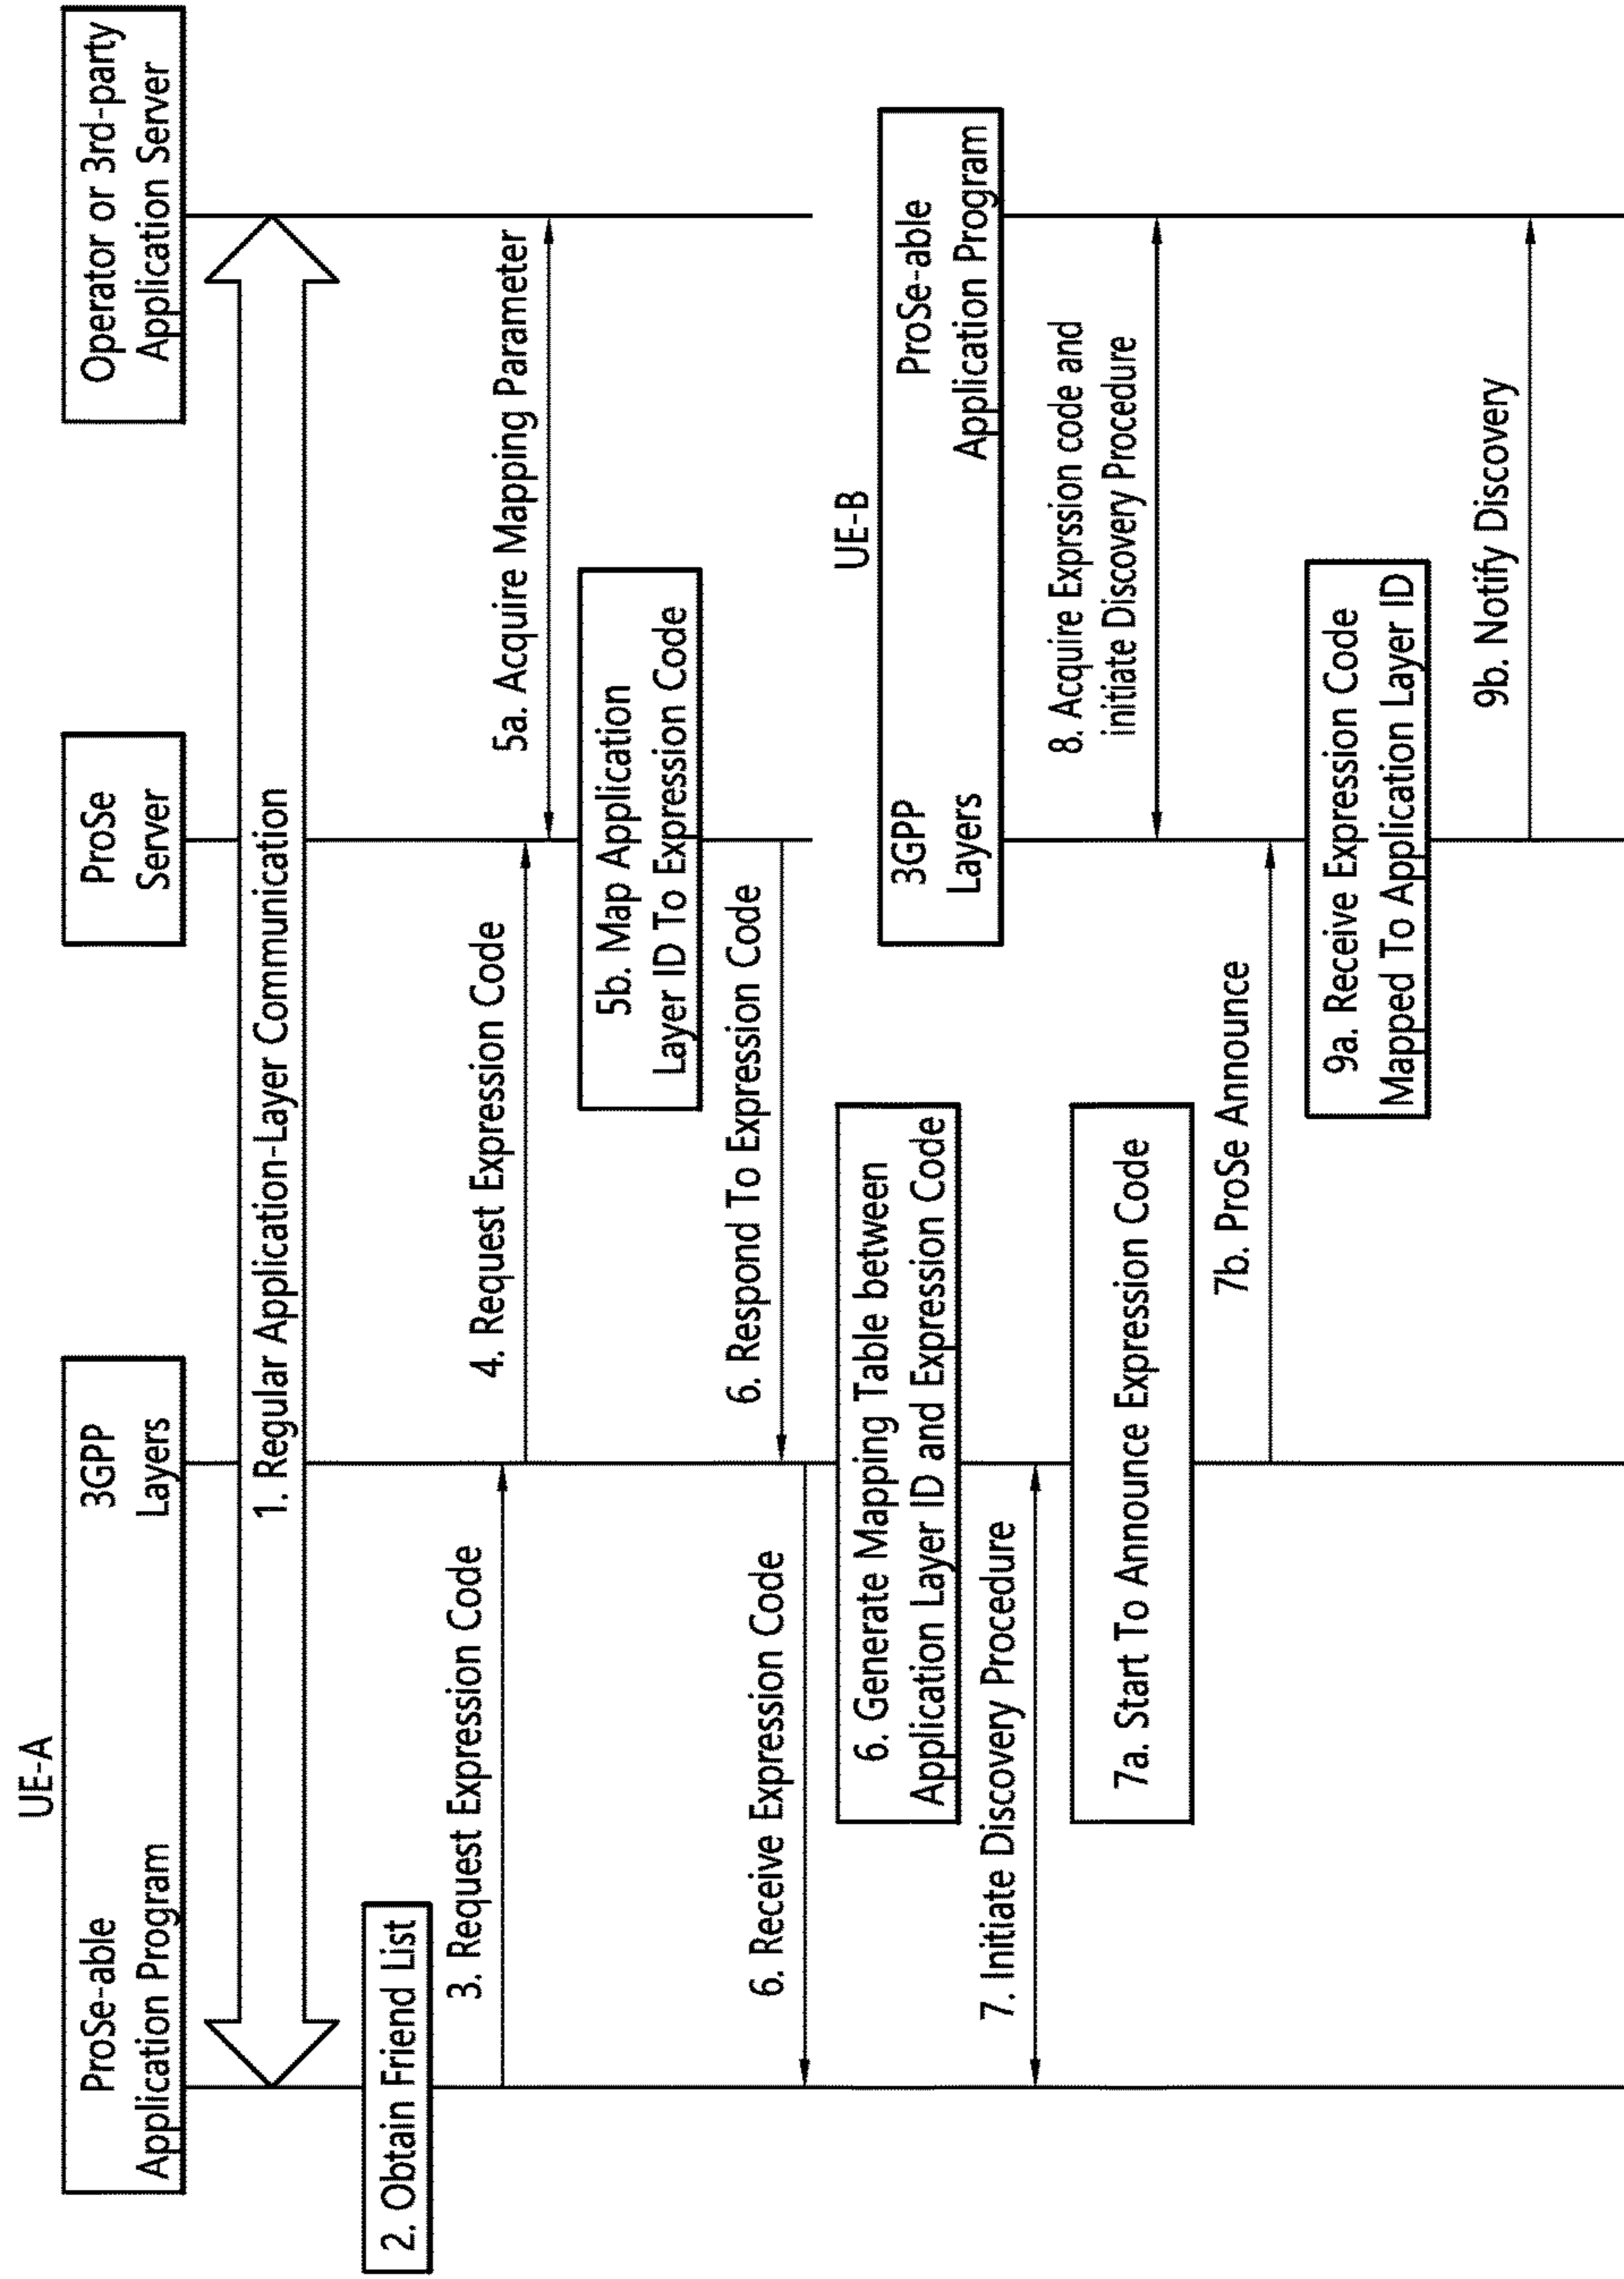 UE-A
ProSe-able
Application Program
3GPP
Layers
ProSe
Server
Operator or 3rd-party
Application Server
1. Regular Application-Layer Communication
2. Obtain Friend List
3. Request Expression Code
4. Request Expression Code
5a. Acquire Mapping Parameter
5b. Map Application
Layer ID To Expression Code
6. Respond To Expression Code
6. Receive Expression Code
6. Generate Mapping Table between
Application Layer ID and Expression Code
UE-B
3GPP
Layers
ProSe-able
Application Program
7. Initiate Discovery Procedure
8. Acquire Exprssion code and
initiate Discovery Procedure
7a. Start To Announce Expression Code
7b. ProSe Announce
9a. Receive Expression Code
Mapped To Application Layer ID
9b. Notify Discovery